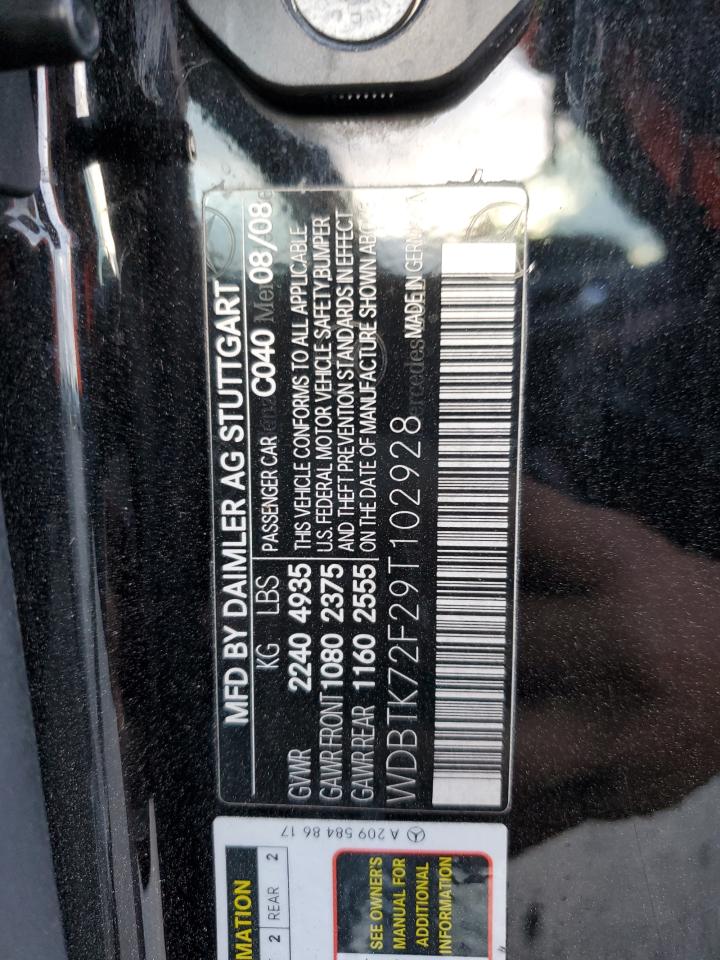 MFD BY DAIMLER AG STUTTGART
KG LBS PASSENGER CAR C040 08/08
GVWR 2240 4935 THIS VEHICLE CONFORMS TO ALL APPLICABLE
GAWR FRONT 1080 2375 U.S. FEDERAL MOTOR VEHICLE SAFETY BUMPER
AND THEFT PREVENTION STANDARDS IN EFFECT
GAWR REAR 1160 2555 ON THE DATE OF MANUFACTURE SHOWN
WDBTK72F29T102928 MADE IN
A 209 584 86 17
MATION
2 REAR 2
SEE OWNER'S
MANUAL FOR
ADDITIONAL
INFORMATION